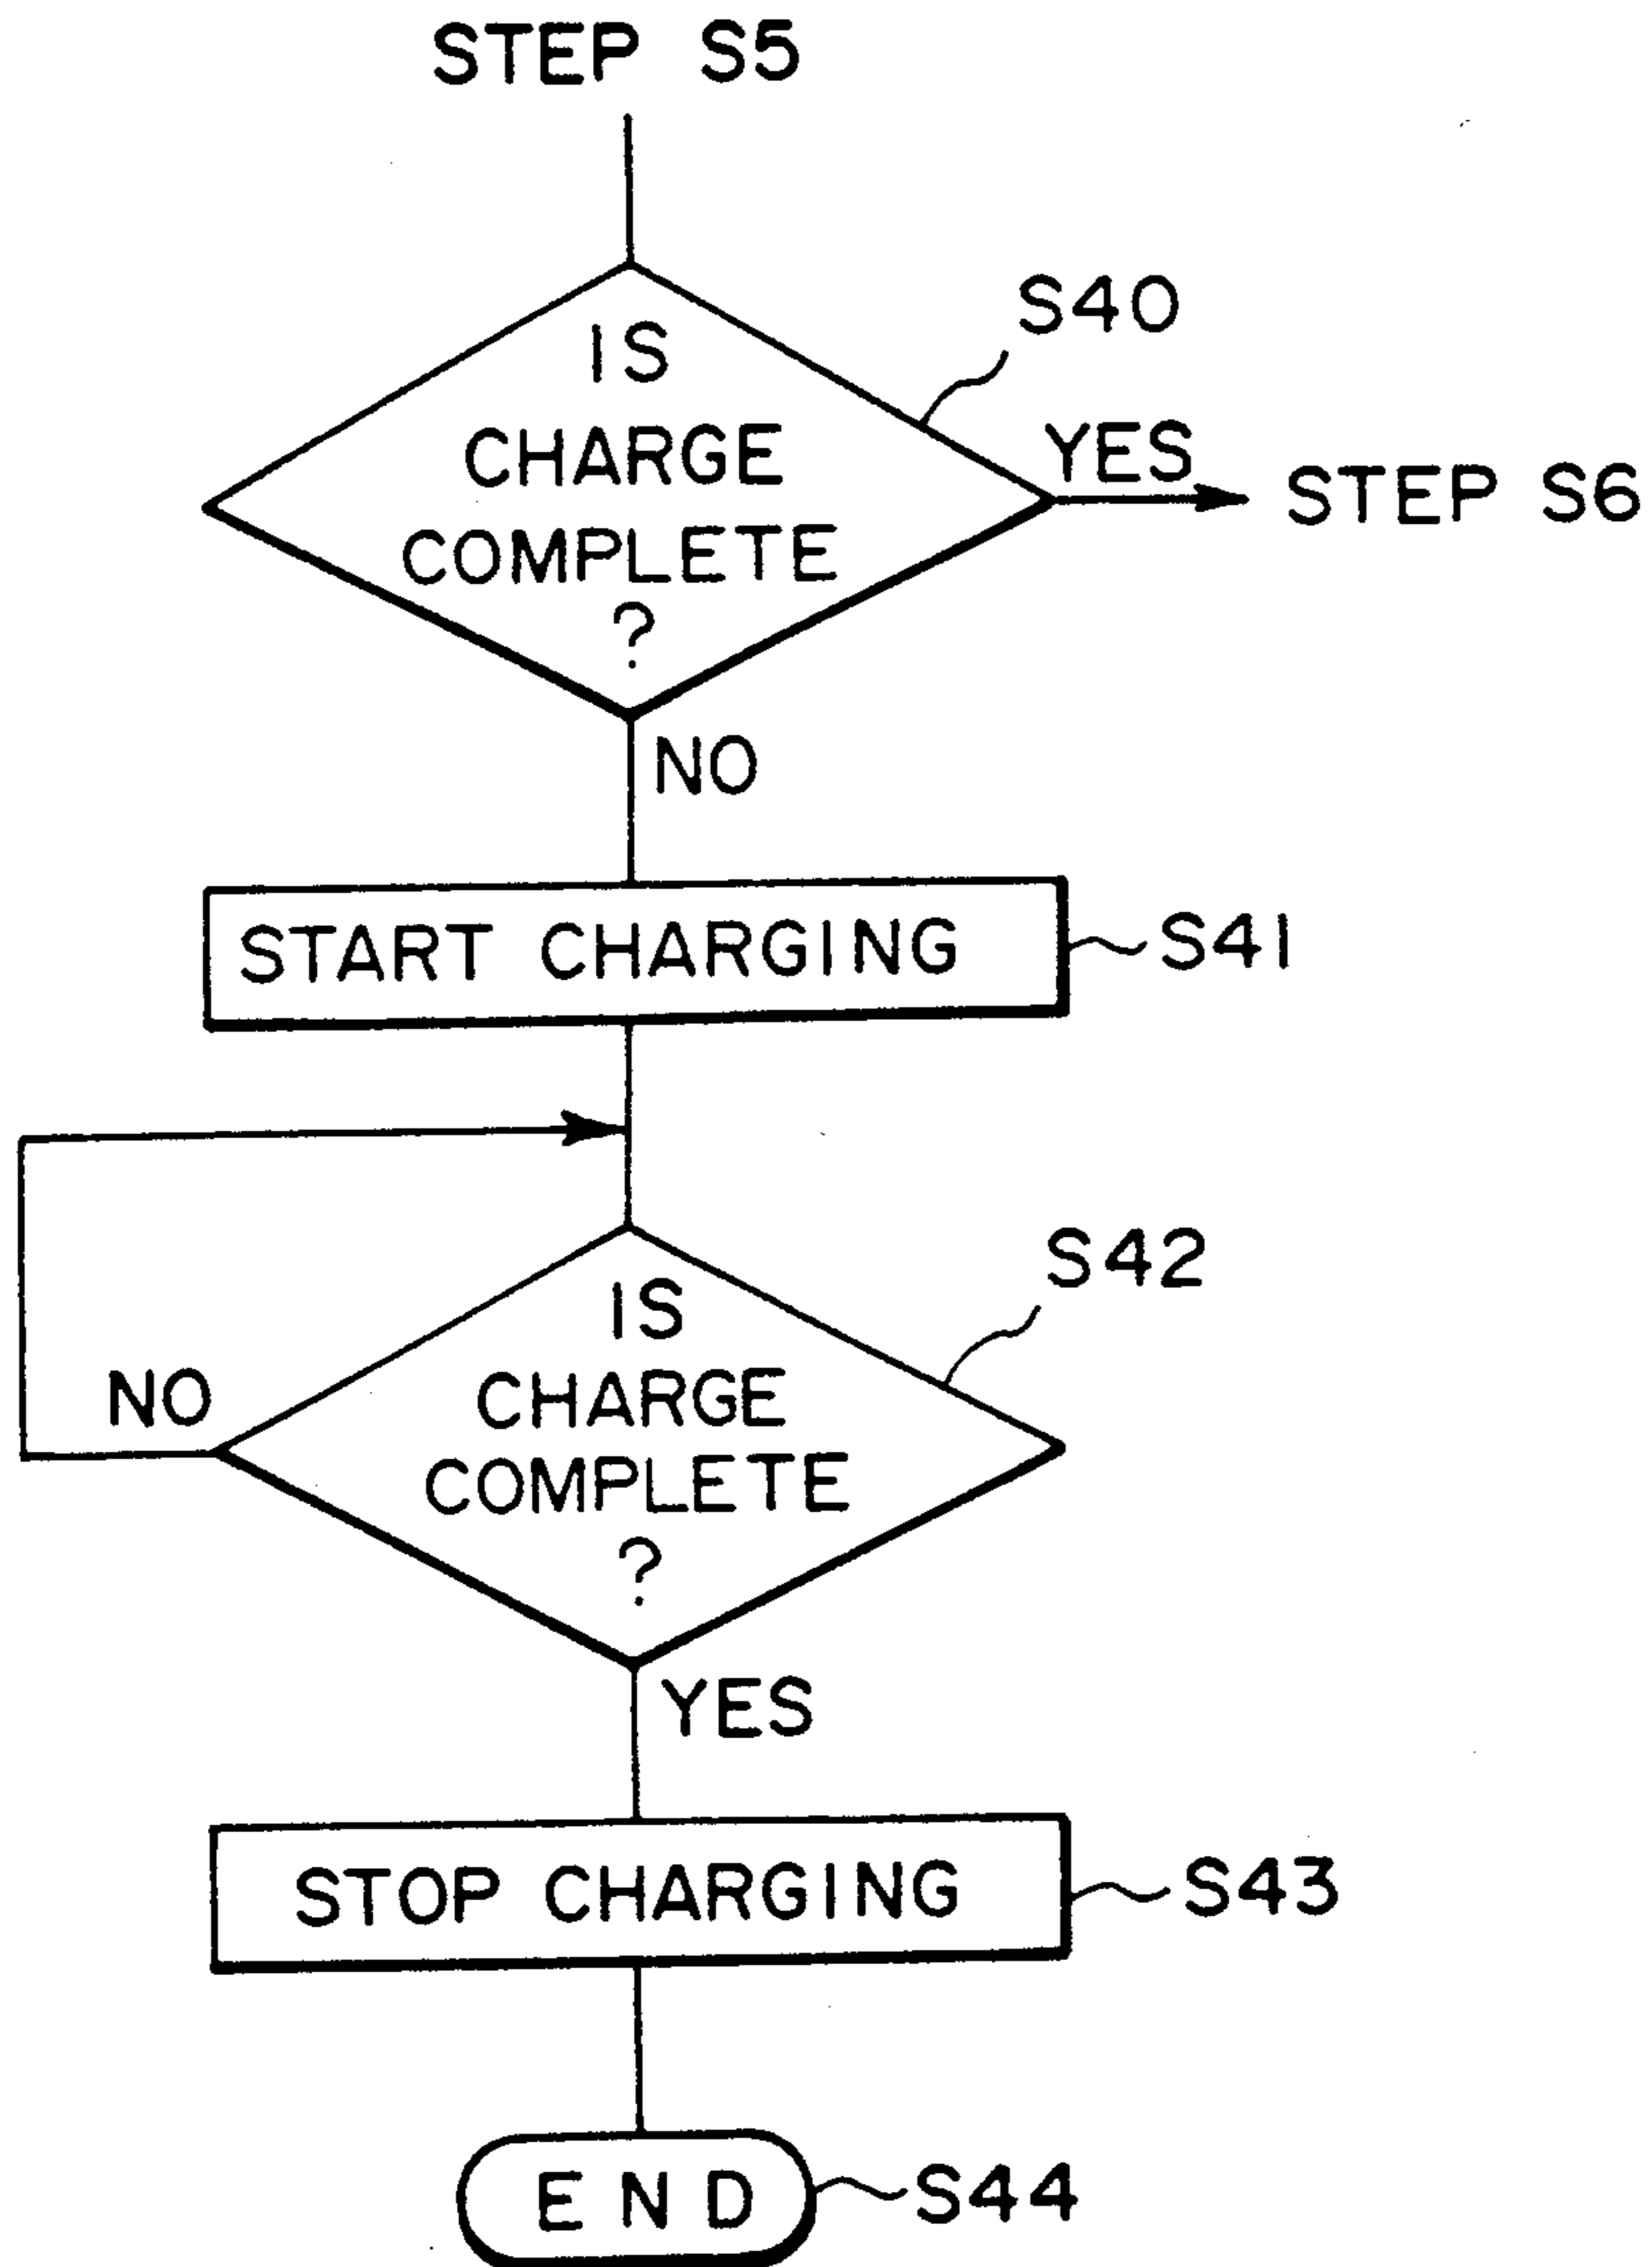 STEP S5
S40
IS
CHARGE
COMPLETE
?
YES
STEP S6
NO
START CHARGING
S41
S42
IS
CHARGE
COMPLETE
?
NO
YES
STOP CHARGING
S43
END
S44